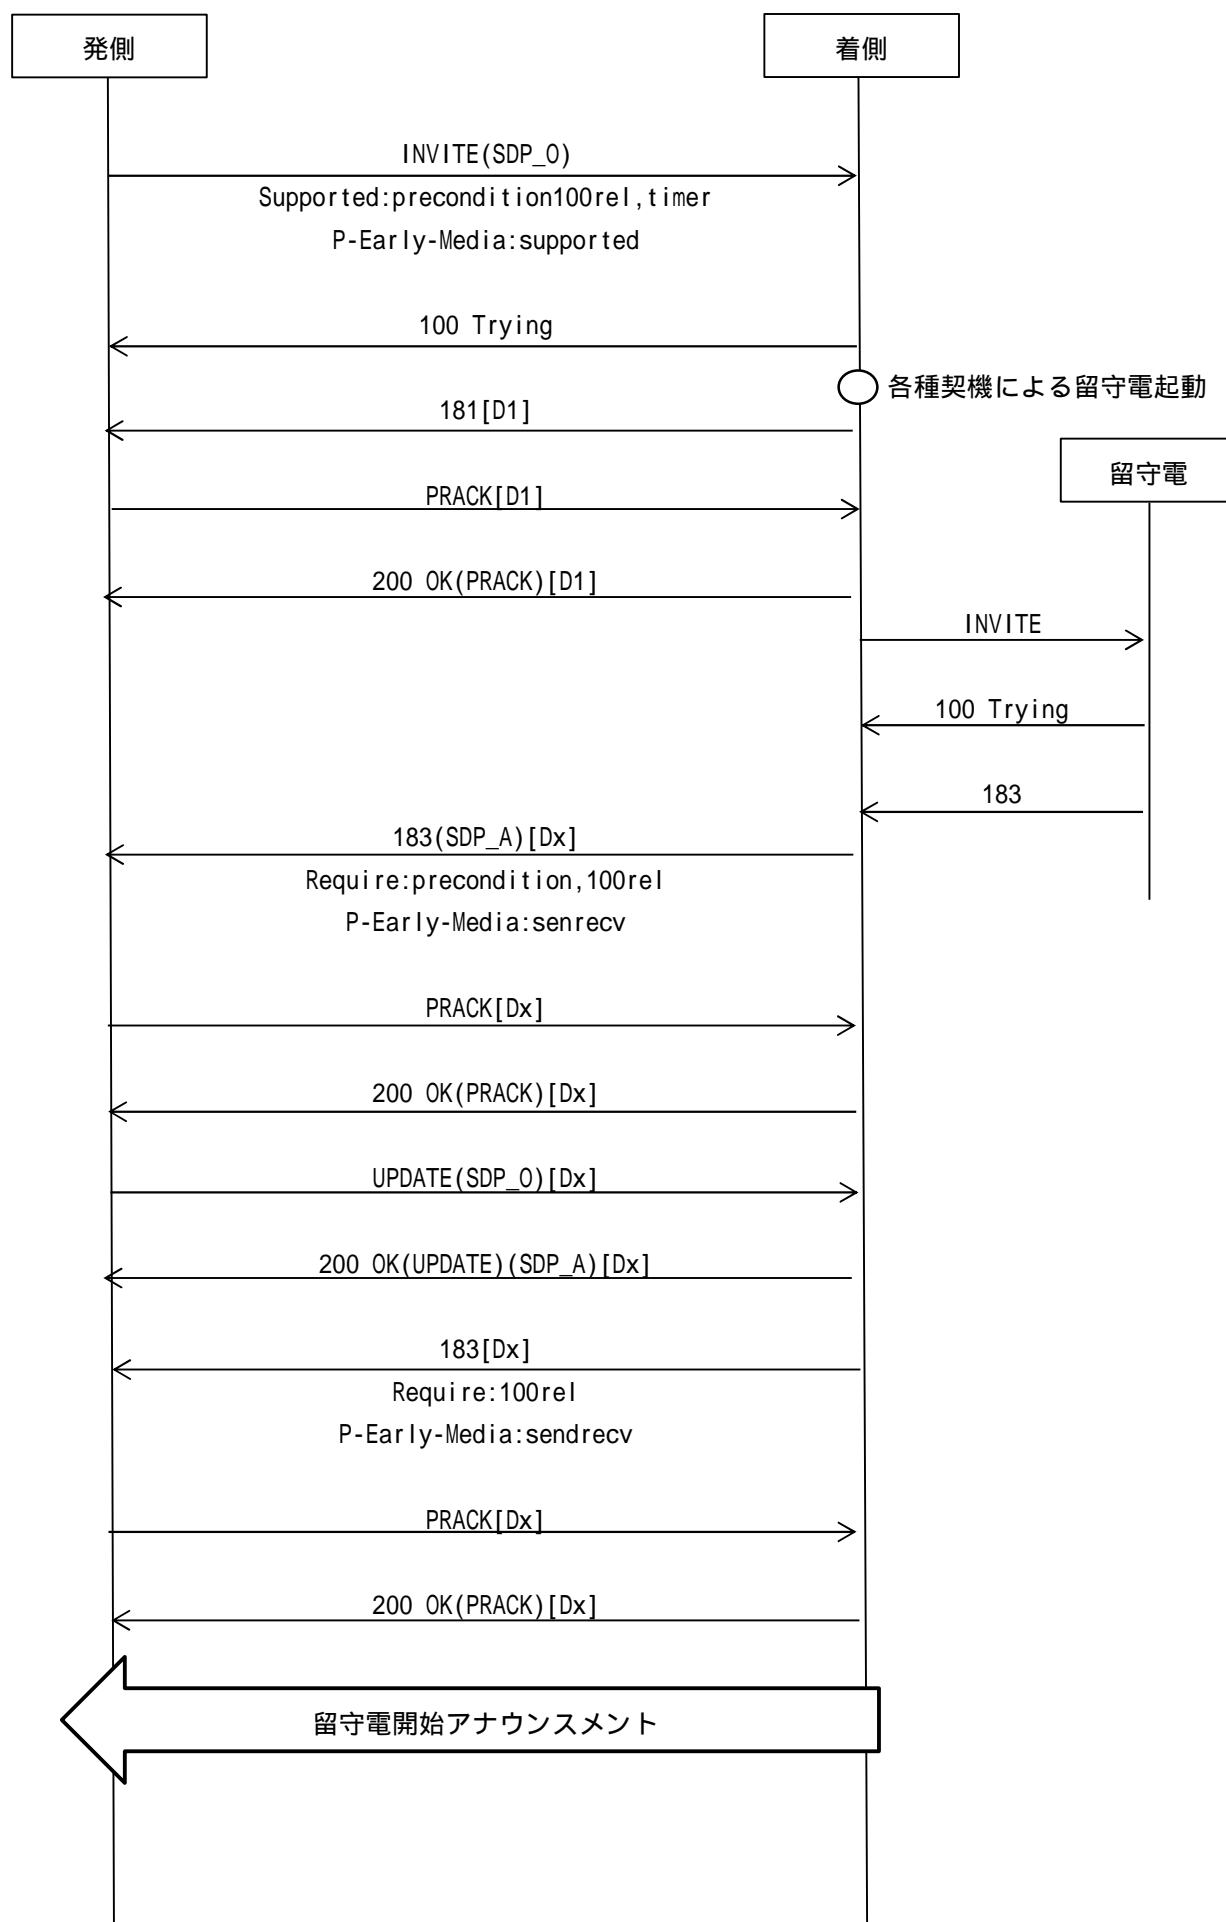 発側
着側
INVITE(SDP_O)
Supported:precondition100rel,timer
P-Early-Media:supported
100 Trying
各種契機による留守電起動
181[D1]
留守電
PRACK[D1]
200 OK(PRACK)[D1]
INVITE
100 Trying
183
183(SDP_A)[Dx]
Require:precondition,100rel
P-Early-Media:senrecv
PRACK[Dx]
200 OK(PRACK)[Dx]
UPDATE(SDP_O)[Dx]
200 OK(UPDATE)(SDP_A)[Dx]
183[Dx]
Require:100rel
P-Early-Media:sendrecv
PRACK[Dx]
200 OK(PRACK)[Dx]
留守電開始アナウンスメント